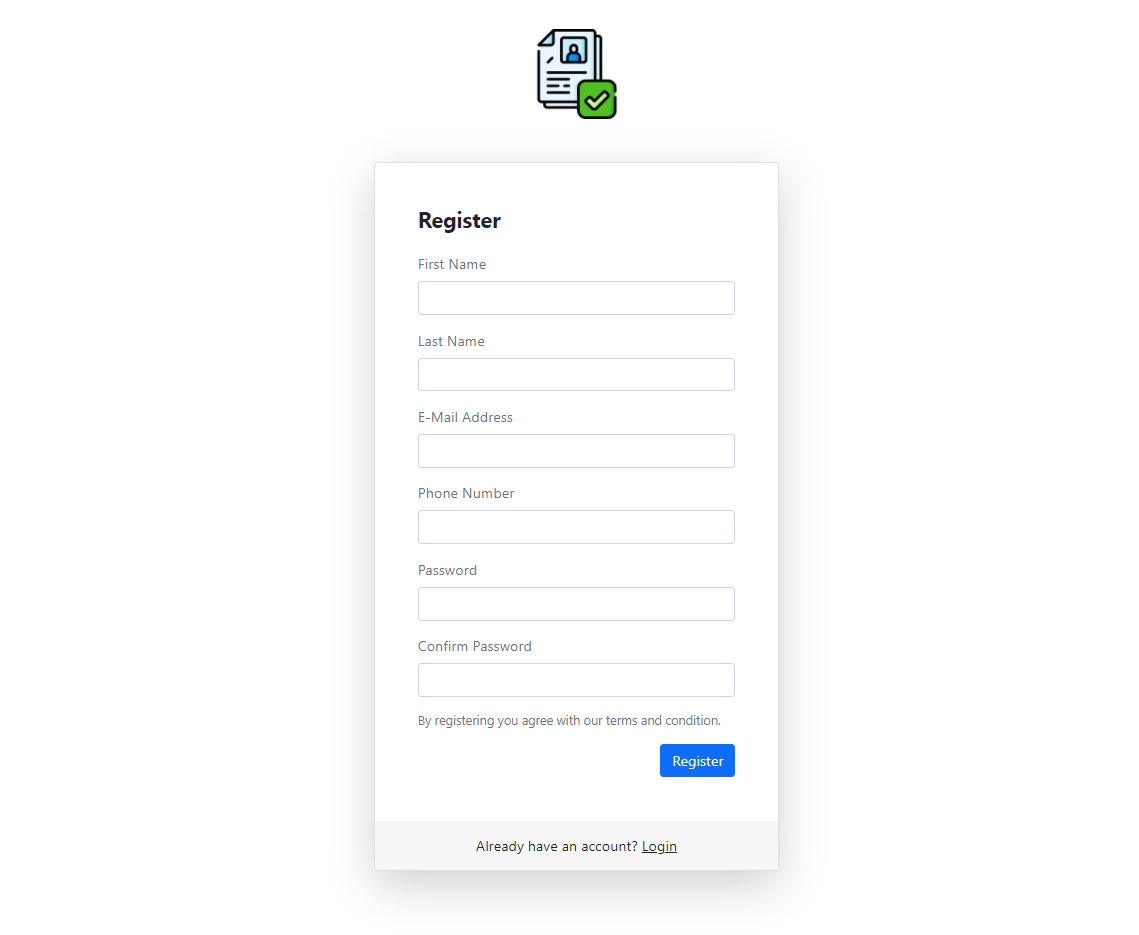 Register
First Name
Last Name
E-Mail Address
Phone Number
Password
Confirm Password
By registering you agree with our terms and condition.
Register
Already have an account? Login